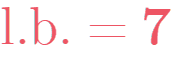 l.b. = 7